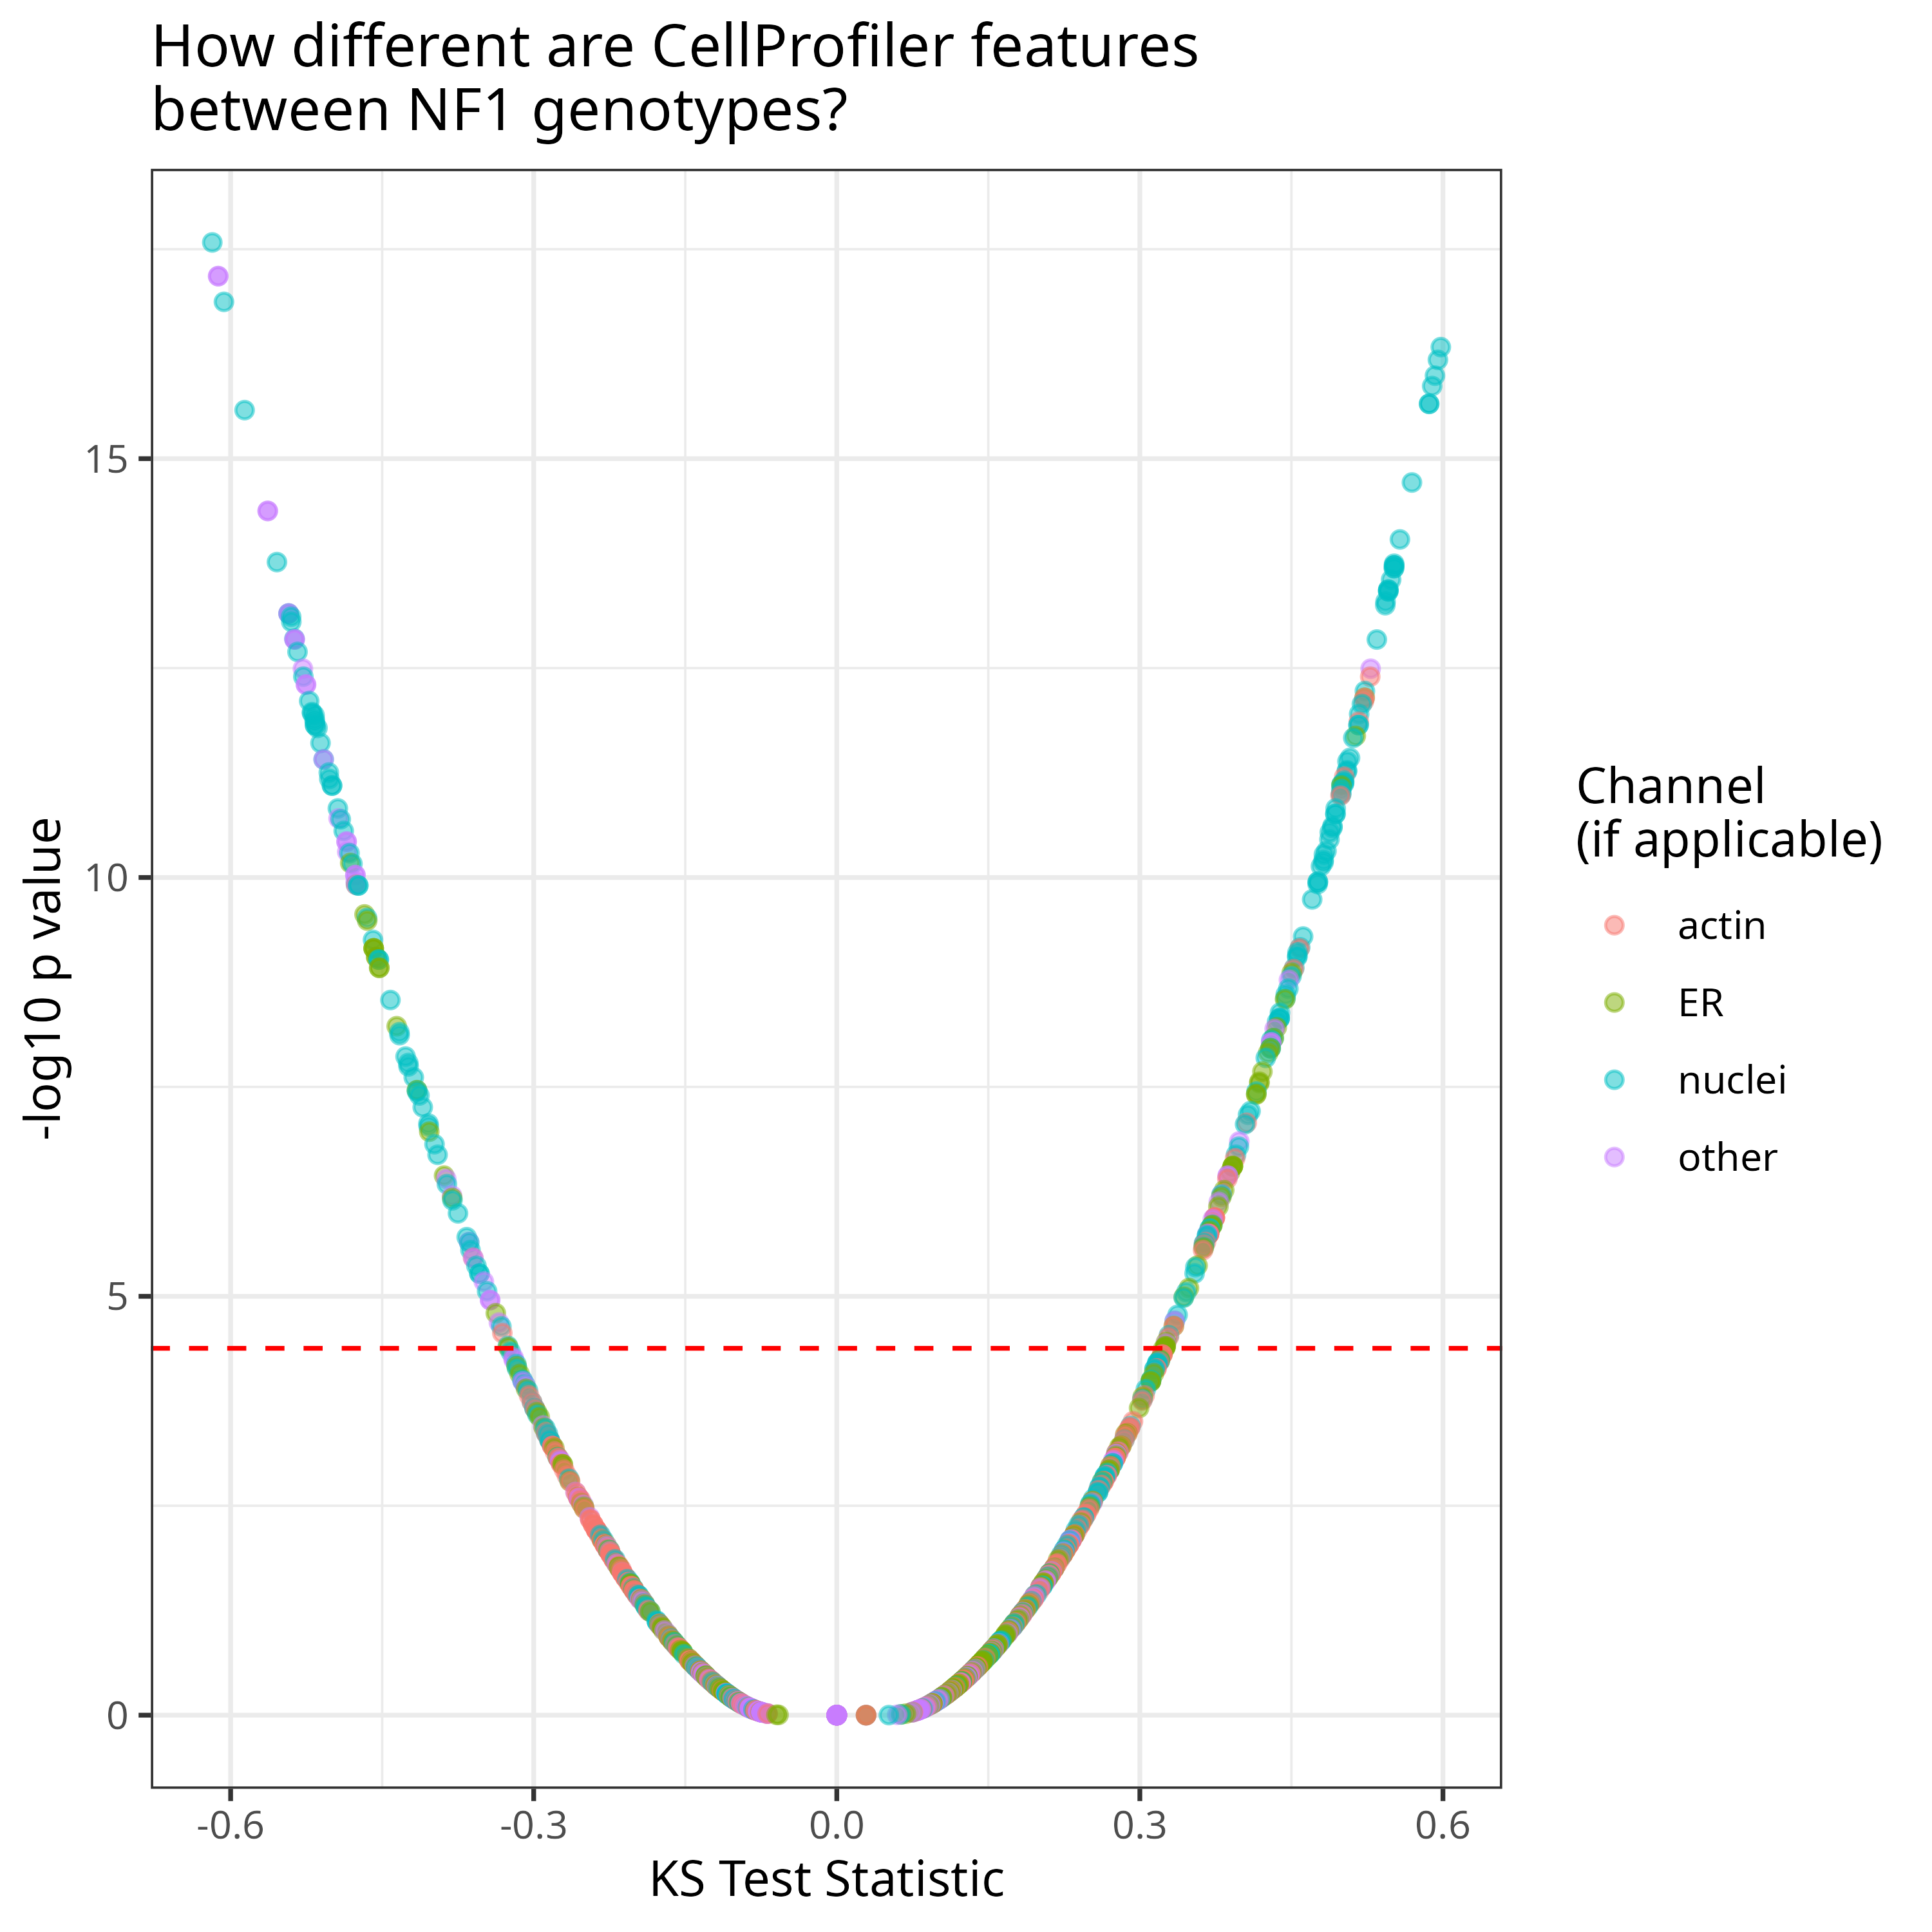 How different are CellProfiler features
between NF1 genotypes?
-log10 p value
15
10
5
0
-0.6
-0.3
0.0
0.3
0.6
KS Test Statistic
Channel
(if applicable)
actin
ER
nuclei
other